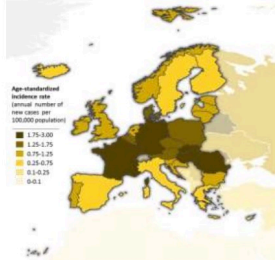 Age-standardized
incidence rate
(annual number of
new cases per
100,000 population)
1.75-3.00
1.25-1.75
0.75-1.25
0.25-0.75
0.1-0.25
0-0.1